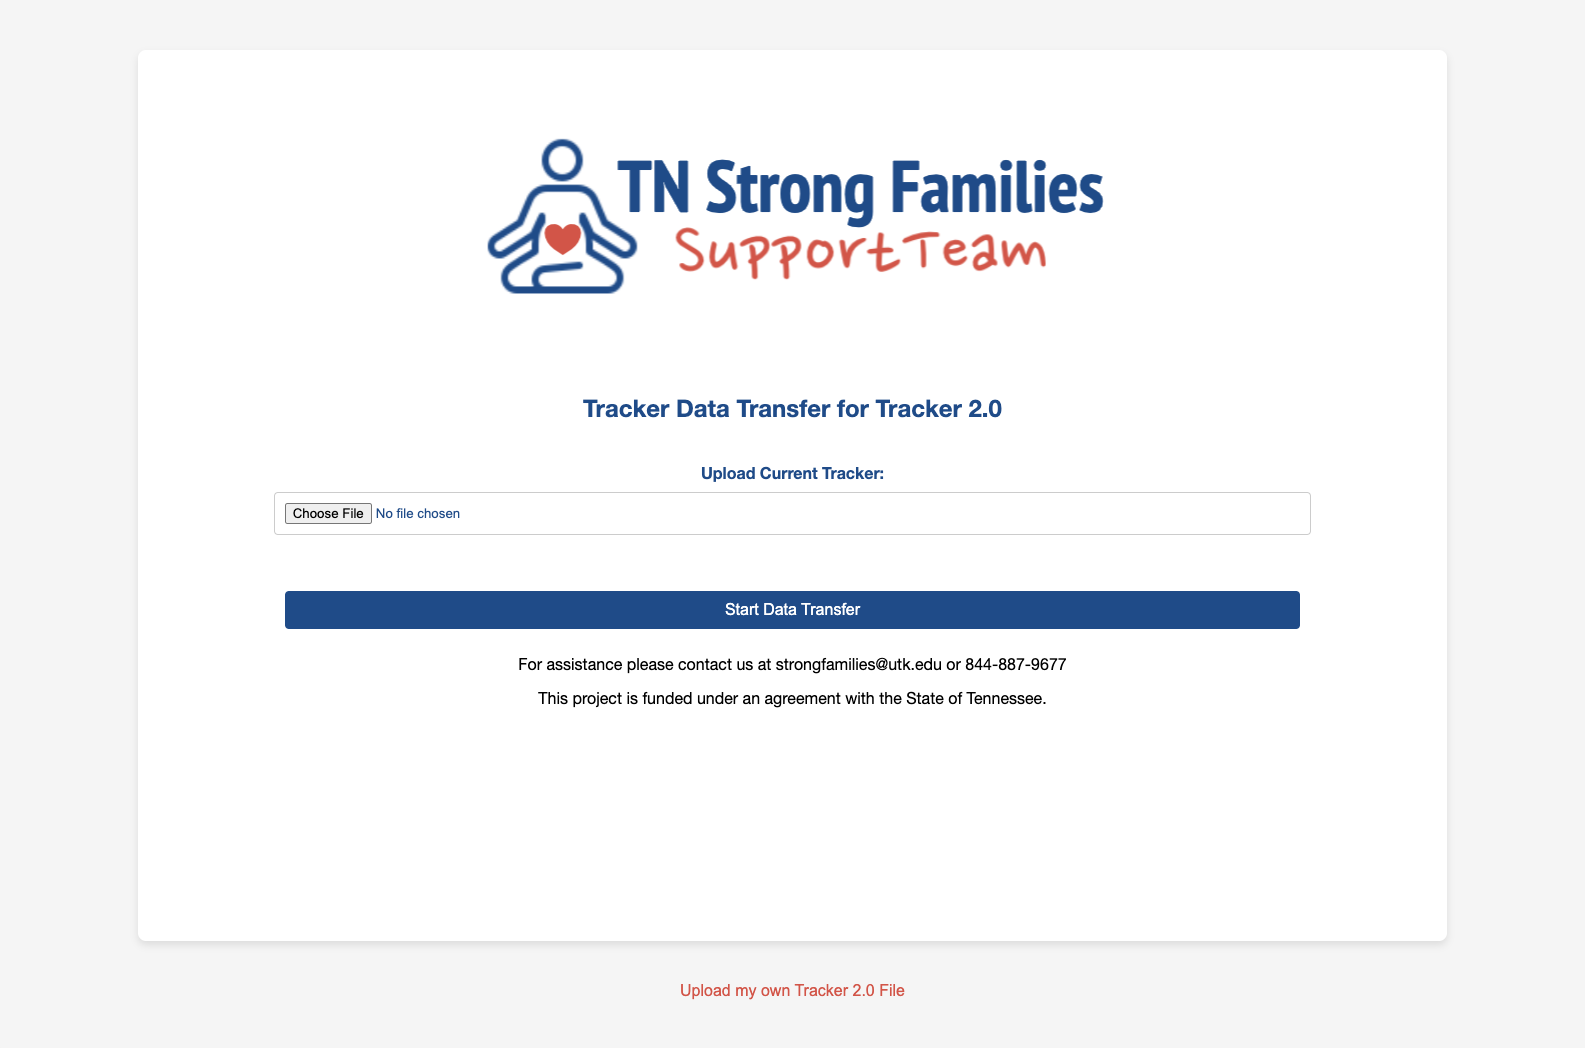 TN Strong Families
Support Team
Tracker Data Transfer for Tracker 2.0
Upload Current Tracker:
Choose File No file chosen
Start Data Transfer
For assistance please contact us at strongfamilies@utk.edu or 844-887-9677
This project is funded under an agreement with the State of Tennessee.
Upload my own Tracker 2.0 File